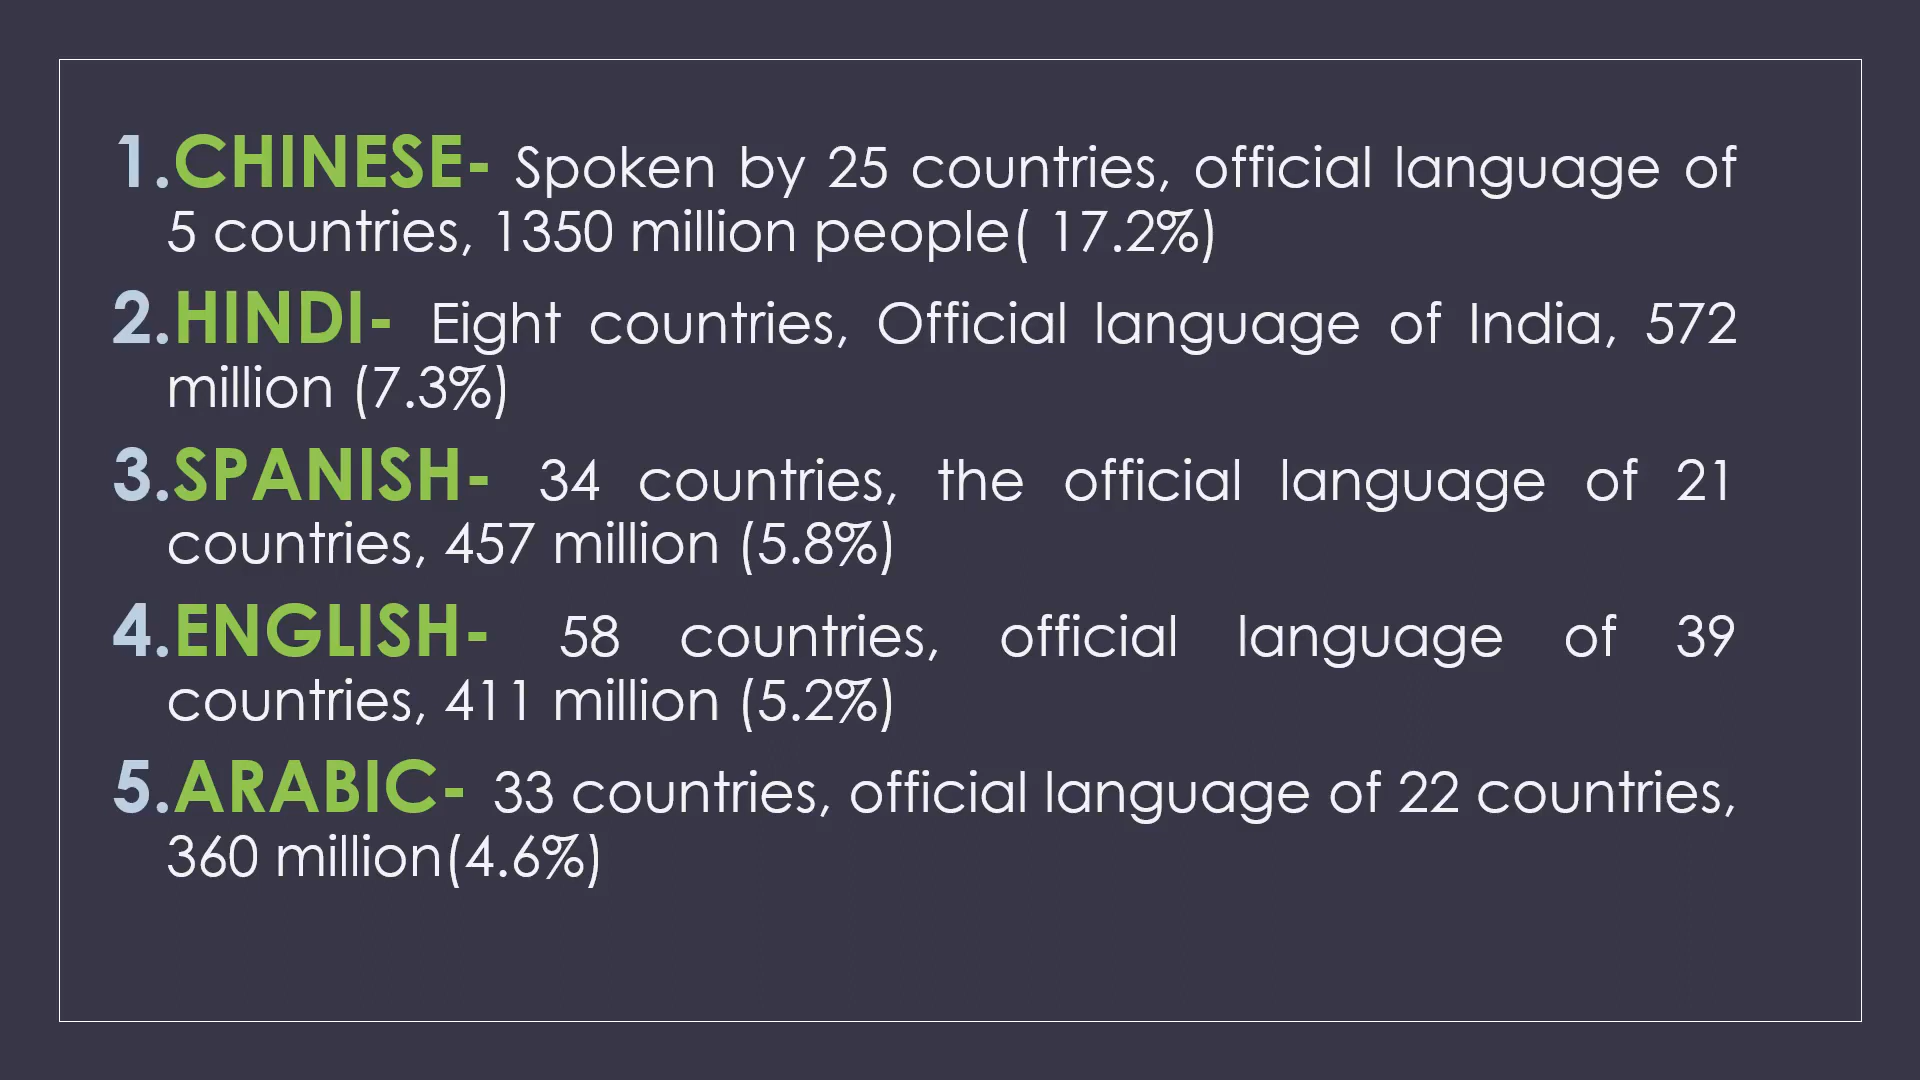 1.CHINESE- Spoken by 25 countries, official language of
5 countries, 1350 million people( 17.2%)
2.HINDI- Eight countries, Official language of India, 572
million (7.3%)
3.SPANISH- 34 countries, the official language of 21
countries, 457 million (5.8%)
4.ENGLISH- 58 countries, official language of 39
countries, 411 million (5.2%)
5.ARABIC- 33 countries, official language of 22 countries,
360 million(4.6%)